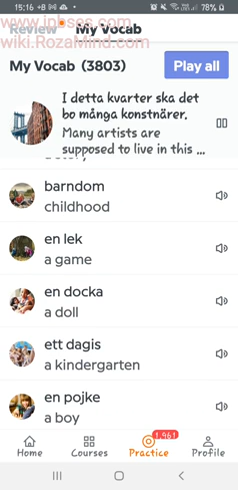 15:16 +B
78%
www.inloses.com
Review
My Vocab
wiki.RozaMind.com
My Vocab (3803)
Play all
I detta kvarter ska det
bo många konstnärer.
Many artists are
supposed to live in this ...
barndom
childhood
en lek
a game
en docka
a doll
ett dagis
a kindergarten
en pojke
a boy
1,961
Home
Courses
Practice
Profile